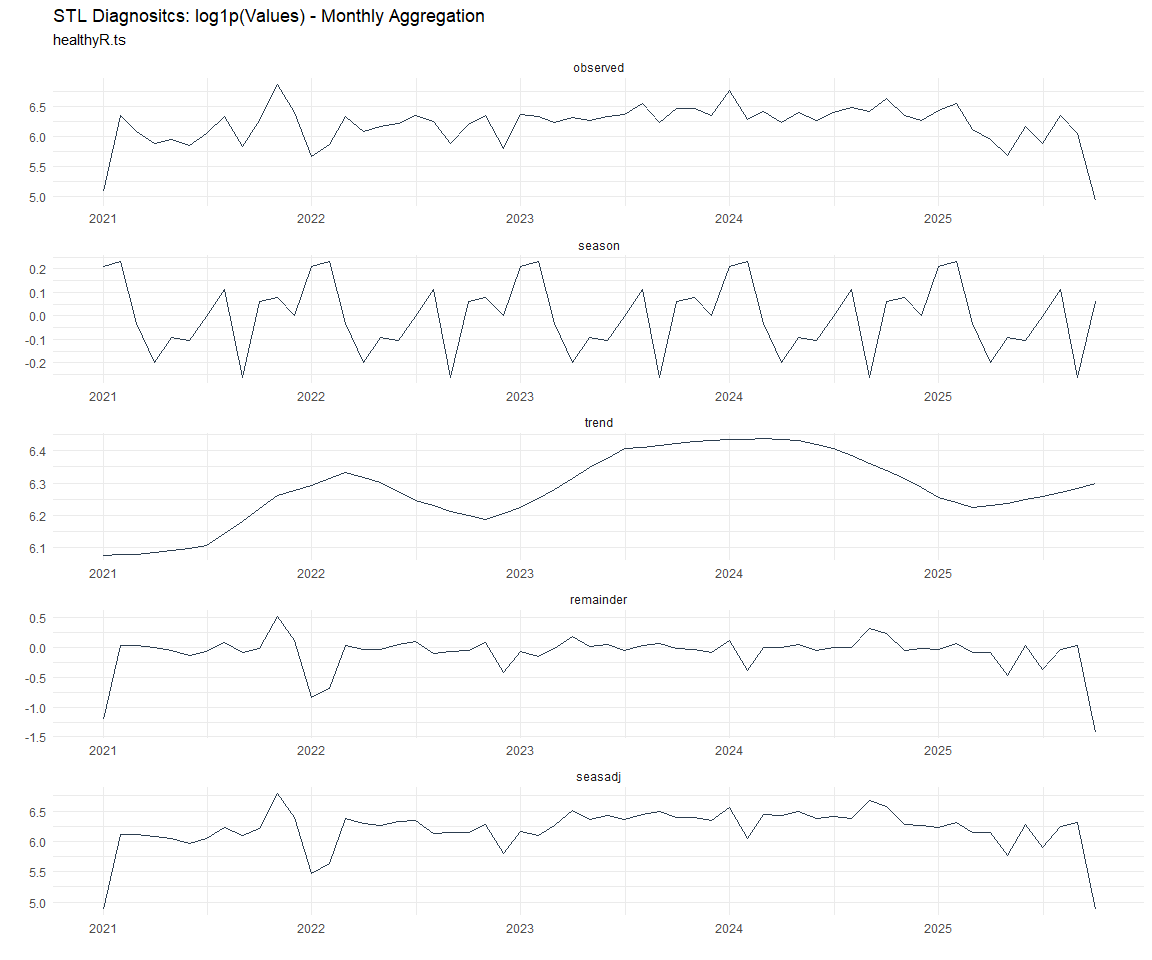 STL Diagnositcs: log1p(Values) - Monthly Aggregation
healthyR.ts
observed
6.5
6.0
5.5
5.0
2021 2022 2023 2024 2025
season
0.2
0.1
0.0
-0.1
-0.2
2021 2022 2023 2024 2025
trend
6.4
6.3
6.2
6.1
2021 2022 2023 2024 2025
remainder
0.5
0.0
-0.5
-1.0
-1.5
2021 2022 2023 2024 2025
seasadj
6.5
6.0
5.5
5.0
2021 2022 2023 2024 2025